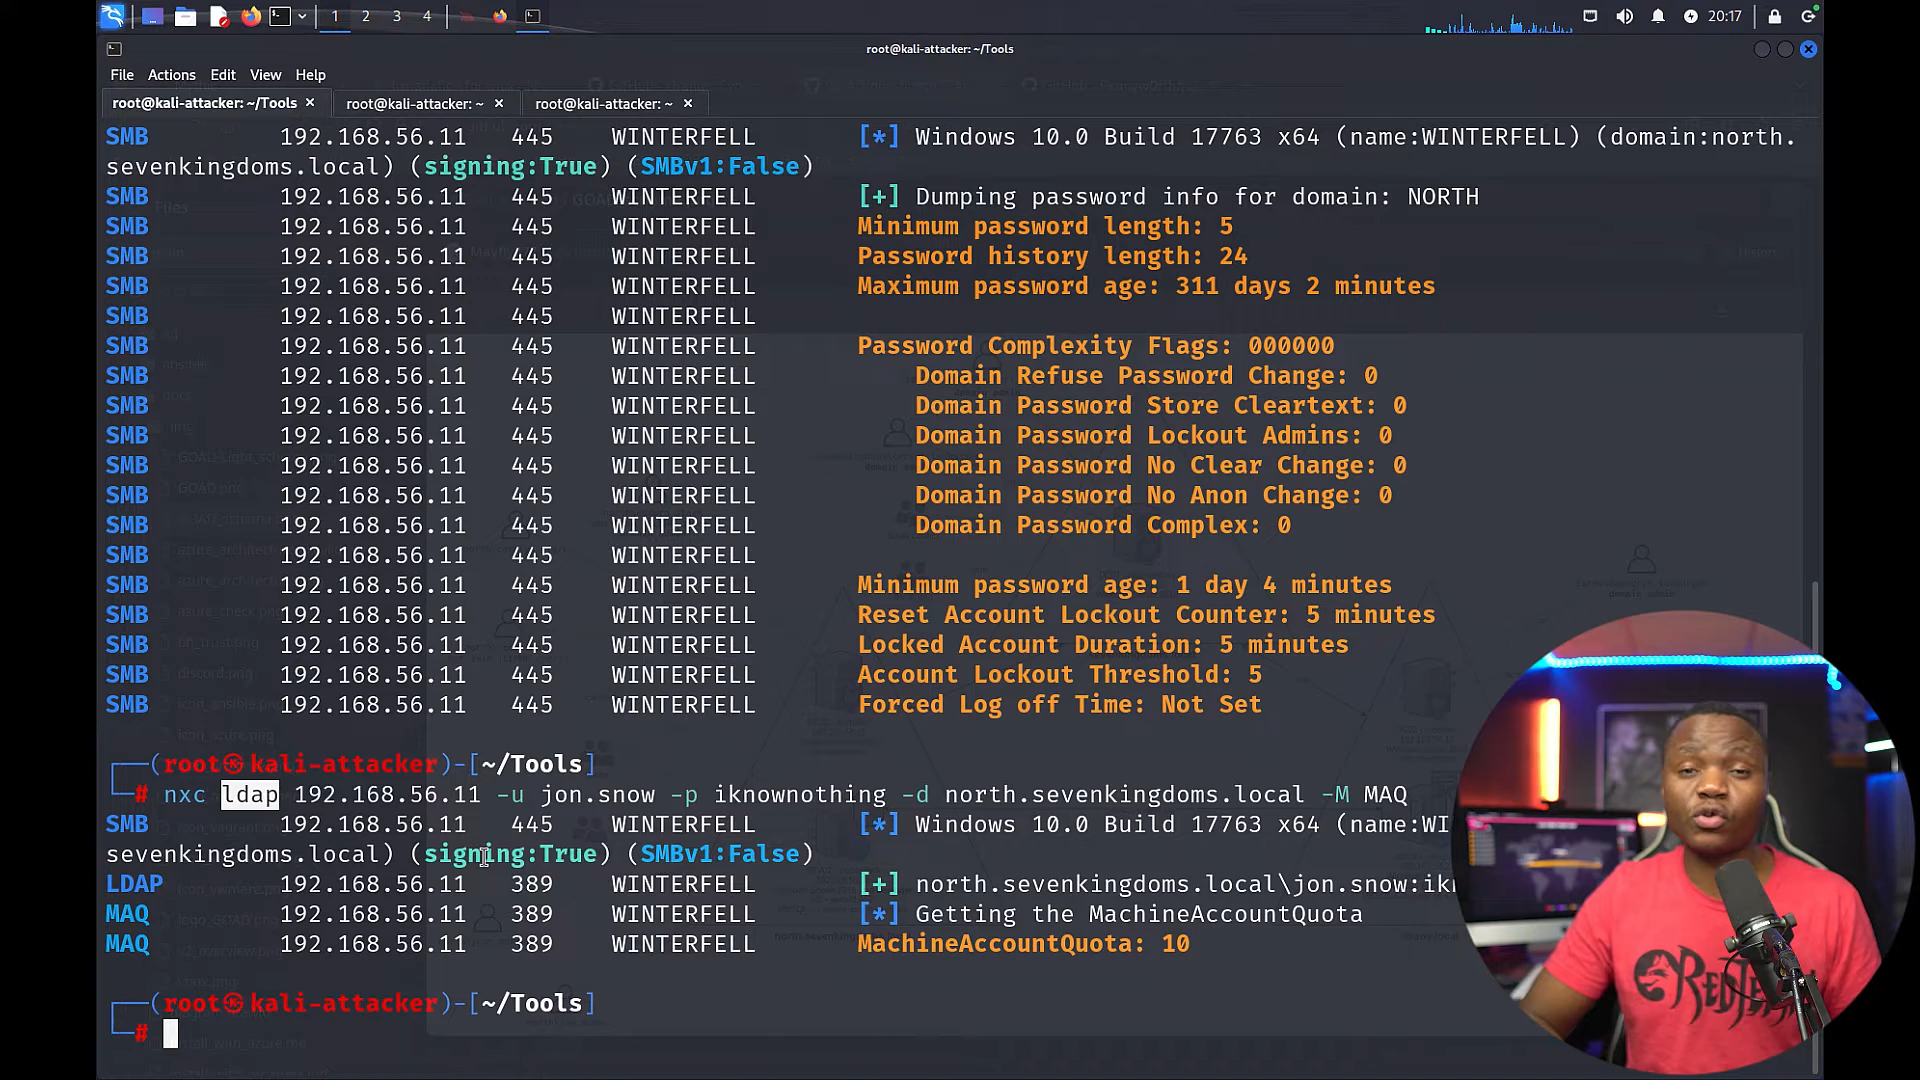 1 2 3 4
20:17
root@kali-attacker: ~/Tools
File Actions Edit View Help
root@kali-attacker: ~/Tools × root@kali-attacker: ~ × root@kali-attacker: ~ ×
SMB 192.168.56.11 445 WINTERFELL [*] Windows 10.0 Build 17763 x64 (name:WINTERFELL) (domain:north.
sevenkingdoms.local) (signing:True) (SMBv1:False)
SMB 192.168.56.11 445 WINTERFELL [+] Dumping password info for domain: NORTH
SMB 192.168.56.11 445 WINTERFELL Minimum password length: 5
SMB 192.168.56.11 445 WINTERFELL Password history length: 24
SMB 192.168.56.11 445 WINTERFELL Maximum password age: 311 days 2 minutes
SMB 192.168.56.11 445 WINTERFELL
SMB 192.168.56.11 445 WINTERFELL Password Complexity Flags: 000000
SMB 192.168.56.11 445 WINTERFELL Domain Refuse Password Change: 0
SMB 192.168.56.11 445 WINTERFELL Domain Password Store Cleartext: 0
SMB 192.168.56.11 445 WINTERFELL Domain Password Lockout Admins: 0
SMB 192.168.56.11 445 WINTERFELL Domain Password No Clear Change: 0
SMB 192.168.56.11 445 WINTERFELL Domain Password No Anon Change: 0
SMB 192.168.56.11 445 WINTERFELL Domain Password Complex: 0
SMB 192.168.56.11 445 WINTERFELL
SMB 192.168.56.11 445 WINTERFELL Minimum password age: 1 day 4 minutes
SMB 192.168.56.11 445 WINTERFELL Reset Account Lockout Counter: 5 minutes
SMB 192.168.56.11 445 WINTERFELL Locked Account Duration: 5 minutes
SMB 192.168.56.11 445 WINTERFELL Account Lockout Threshold: 5
SMB 192.168.56.11 445 WINTERFELL Forced Log off Time: Not Set
┌──(root㉿kali-attacker)-[~/Tools]
└─# nxc ldap 192.168.56.11 -u jon.snow -p iknownothing -d north.sevenkingdoms.local -M MAQ
SMB 192.168.56.11 445 WINTERFELL [*] Windows 10.0 Build 17763 x64 (name:WI
sevenkingdoms.local) (signing:True) (SMBv1:False)
LDAP 192.168.56.11 389 WINTERFELL [+] north.sevenkingdoms.local\jon.snow:ik
MAQ 192.168.56.11 389 WINTERFELL [*] Getting the MachineAccountQuota
MAQ 192.168.56.11 389 WINTERFELL MachineAccountQuota: 10
┌──(root㉿kali-attacker)-[~/Tools]
└─#